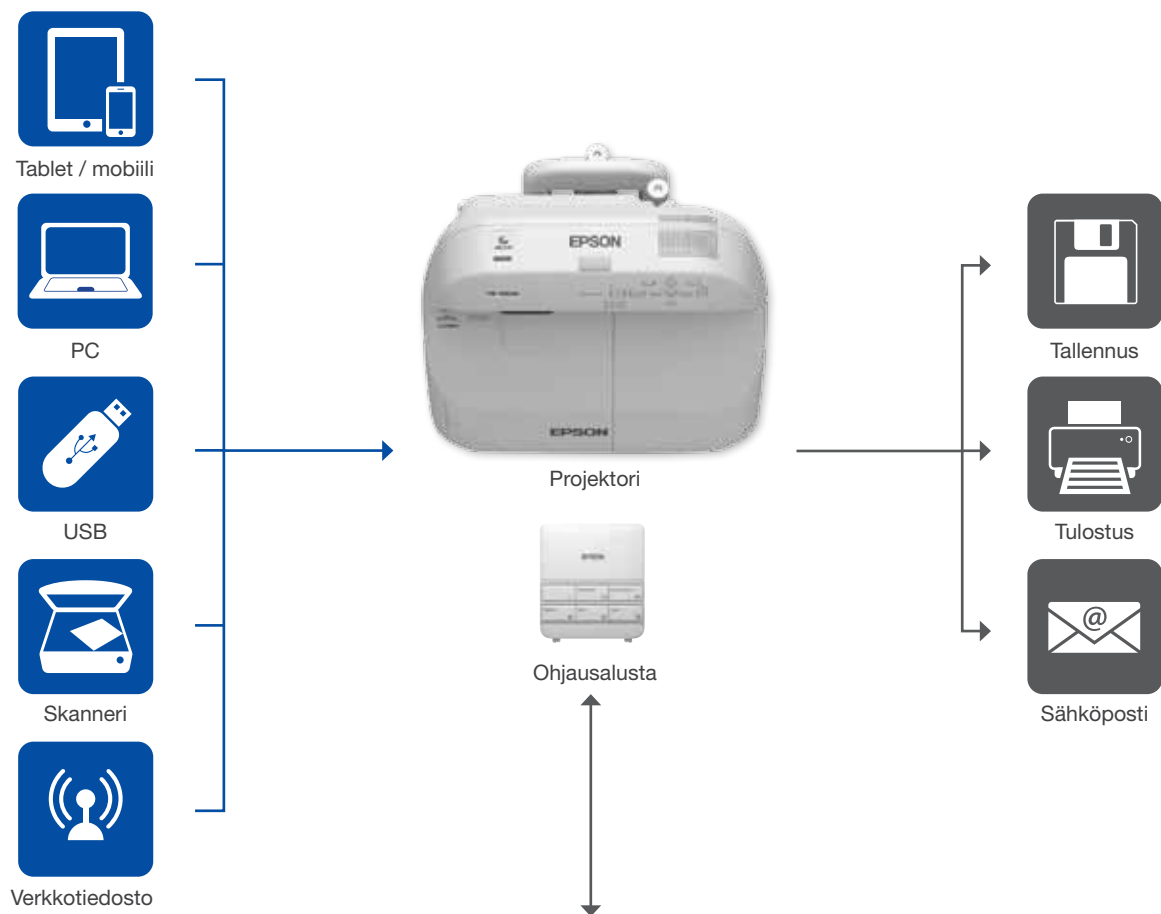 Tablet / mobiili
PC
USB
Skanneri
Verkkotiedosto
EPSON
EPSON
Projektori
EPSON
Ohjausalusta
Tallennus
Tulostus
@
Sähköposti